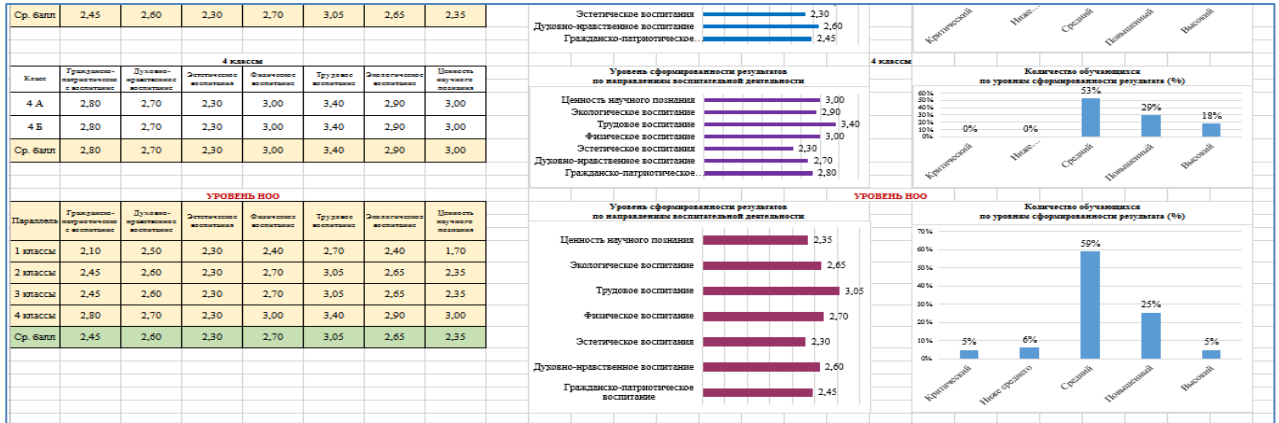 Ср. балл 2,45 2,60 2,30 2,70 3,05 2,65 2,35
Эстетическое воспитания 2,30
Духовно-нравственное воспитание 2,60
Гражданско-патриотическое… 2,45
Критический Ниже… Средний Повышенный Высокий
4 классы
Класс Гражданско-патриотическое воспитание Духовно-нравственное воспитание Эстетическое воспитания Физическое воспитание Трудовое воспитание Экологическое воспитание Ценность научного познания
4 А 2,80 2,70 2,30 3,00 3,40 2,90 3,00
4 Б 2,80 2,70 2,30 3,00 3,40 2,90 3,00
Ср. балл 2,80 2,70 2,30 3,00 3,40 2,90 3,00
4 классы
Уровень сформированности результатов
по направлениям воспитательной деятельности
Ценность научного познания 3,00
Экологическое воспитание 2,90
Трудовое воспитание 3,40
Физическое воспитание 3,00
Эстетическое воспитания 2,30
Духовно-нравственное воспитание 2,70
Гражданско-патриотическое… 2,80
Количество обучающихся
по уровням сформированности результата (%)
60%
50%
40%
30%
20%
10%
0%
0% 0% 53% 29% 18%
Критический Ниже… Средний Повышенный Высокий
УРОВЕНЬ НОО
Параллель Гражданско-патриотическое воспитание Духовно-нравственное воспитание Эстетическое воспитания Физическое воспитание Трудовое воспитание Экологическое воспитание Ценность научного познания
1 классы 2,10 2,50 2,30 2,40 2,70 2,40 1,70
2 классы 2,45 2,60 2,30 2,70 3,05 2,65 2,35
3 классы 2,45 2,60 2,30 2,70 3,05 2,65 2,35
4 классы 2,80 2,70 2,30 3,00 3,40 2,90 3,00
Ср. балл 2,45 2,60 2,30 2,70 3,05 2,65 2,35
УРОВЕНЬ НОО
Уровень сформированности результатов
по направлениям воспитательной деятельности
Ценность научного познания 2,35
Экологическое воспитание 2,65
Трудовое воспитание 3,05
Физическое воспитание 2,70
Эстетическое воспитания 2,30
Духовно-нравственное воспитание 2,60
Гражданско-патриотическое
воспитание 2,45
Количество обучающихся
по уровням сформированности результата (%)
70%
60%
50%
40%
30%
20%
10%
0%
5% 6% 59% 25% 5%
Критический Ниже среднего Средний Повышенный Высокий